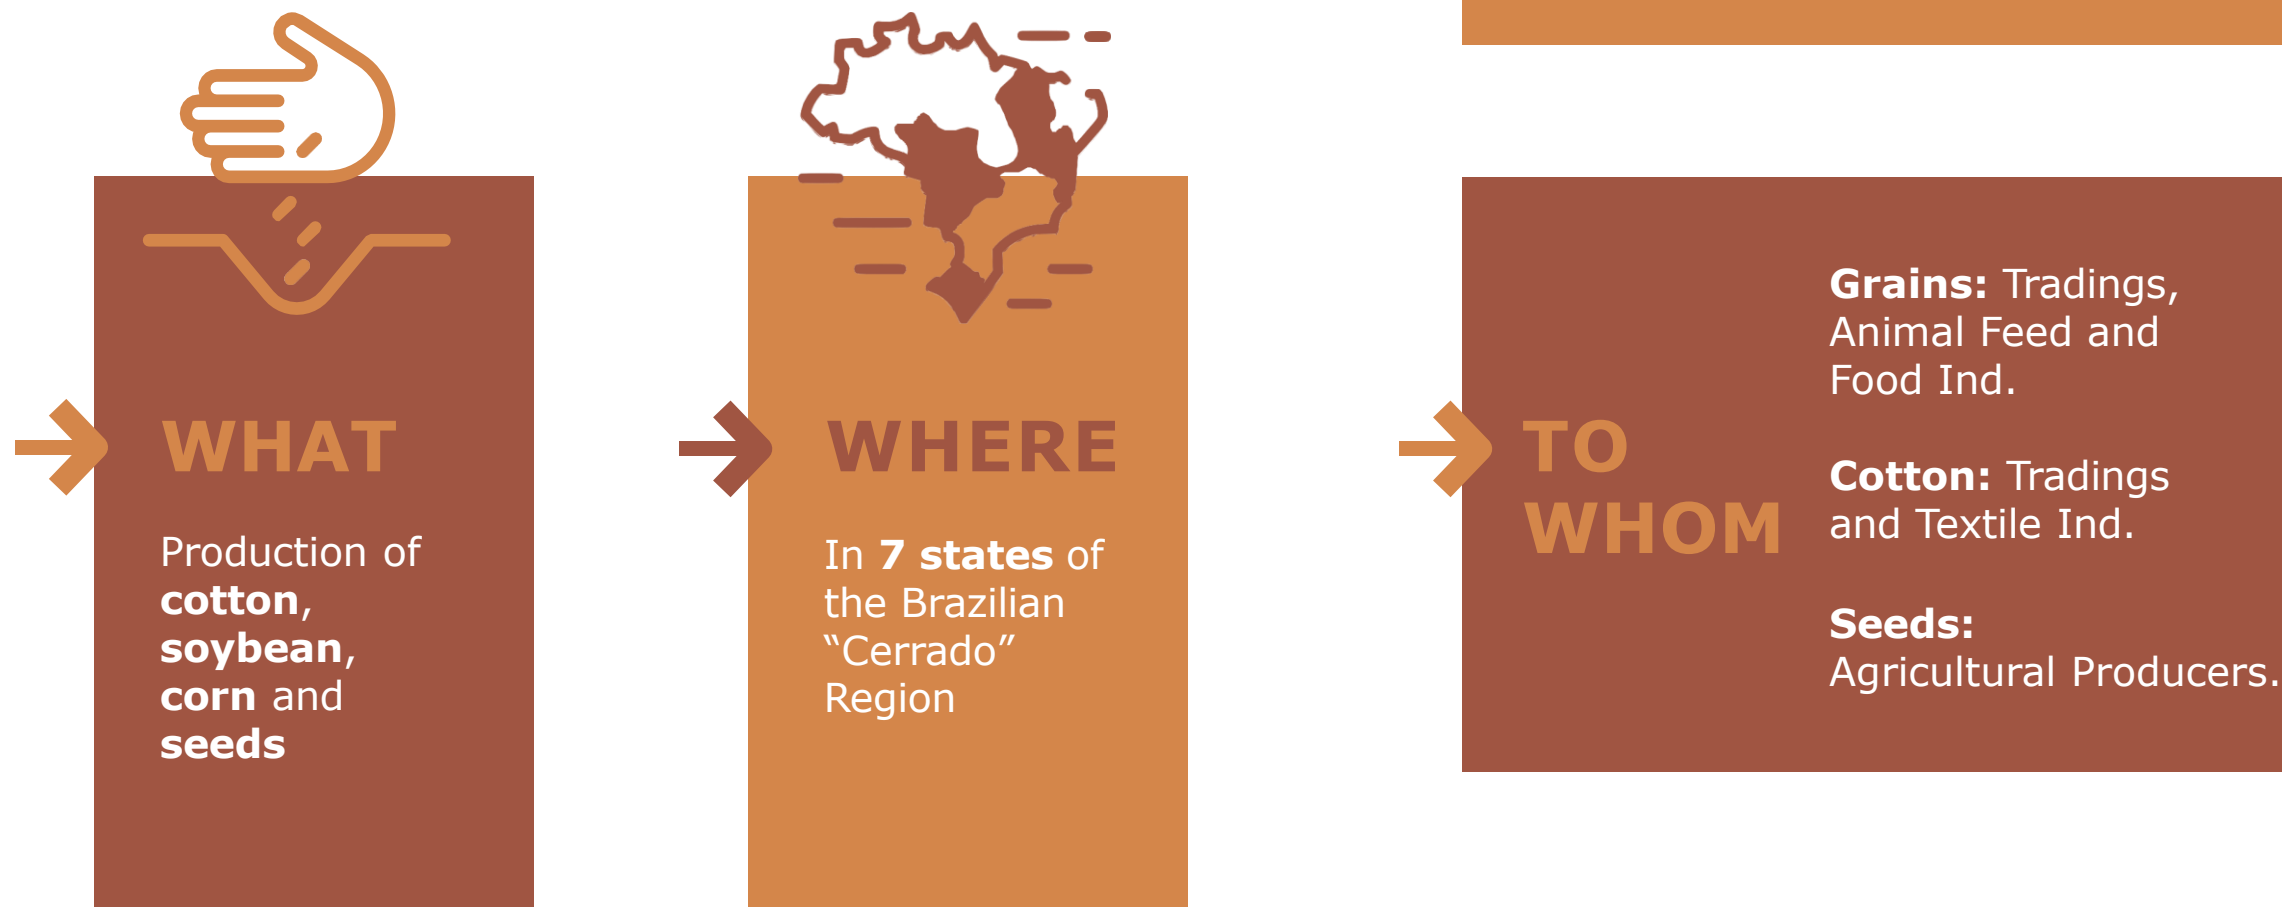 WHAT
Production of
cotton,
soybean,
corn and
seeds
WHERE
In 7 states of
the Brazilian
“Cerrado”
Region
TO
WHOM
Grains: Tradings,
Animal Feed and
Food Ind.
Cotton: Tradings
and Textile Ind.
Seeds:
Agricultural Producers.